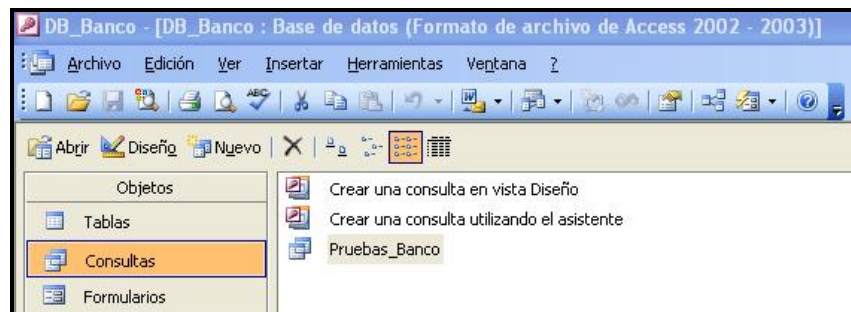 DB_Banco - [DB_Banco : Base de datos (Formato de archivo de Access 2002 - 2003)]
Archivo Edición Ver Insertar Herramientas Ventana ?
ABC
Abrir Diseño Nuevo
Objetos
Tablas
Consultas
Formularios
Crear una consulta en vista Diseño
Crear una consulta utilizando el asistente
Pruebas_Banco